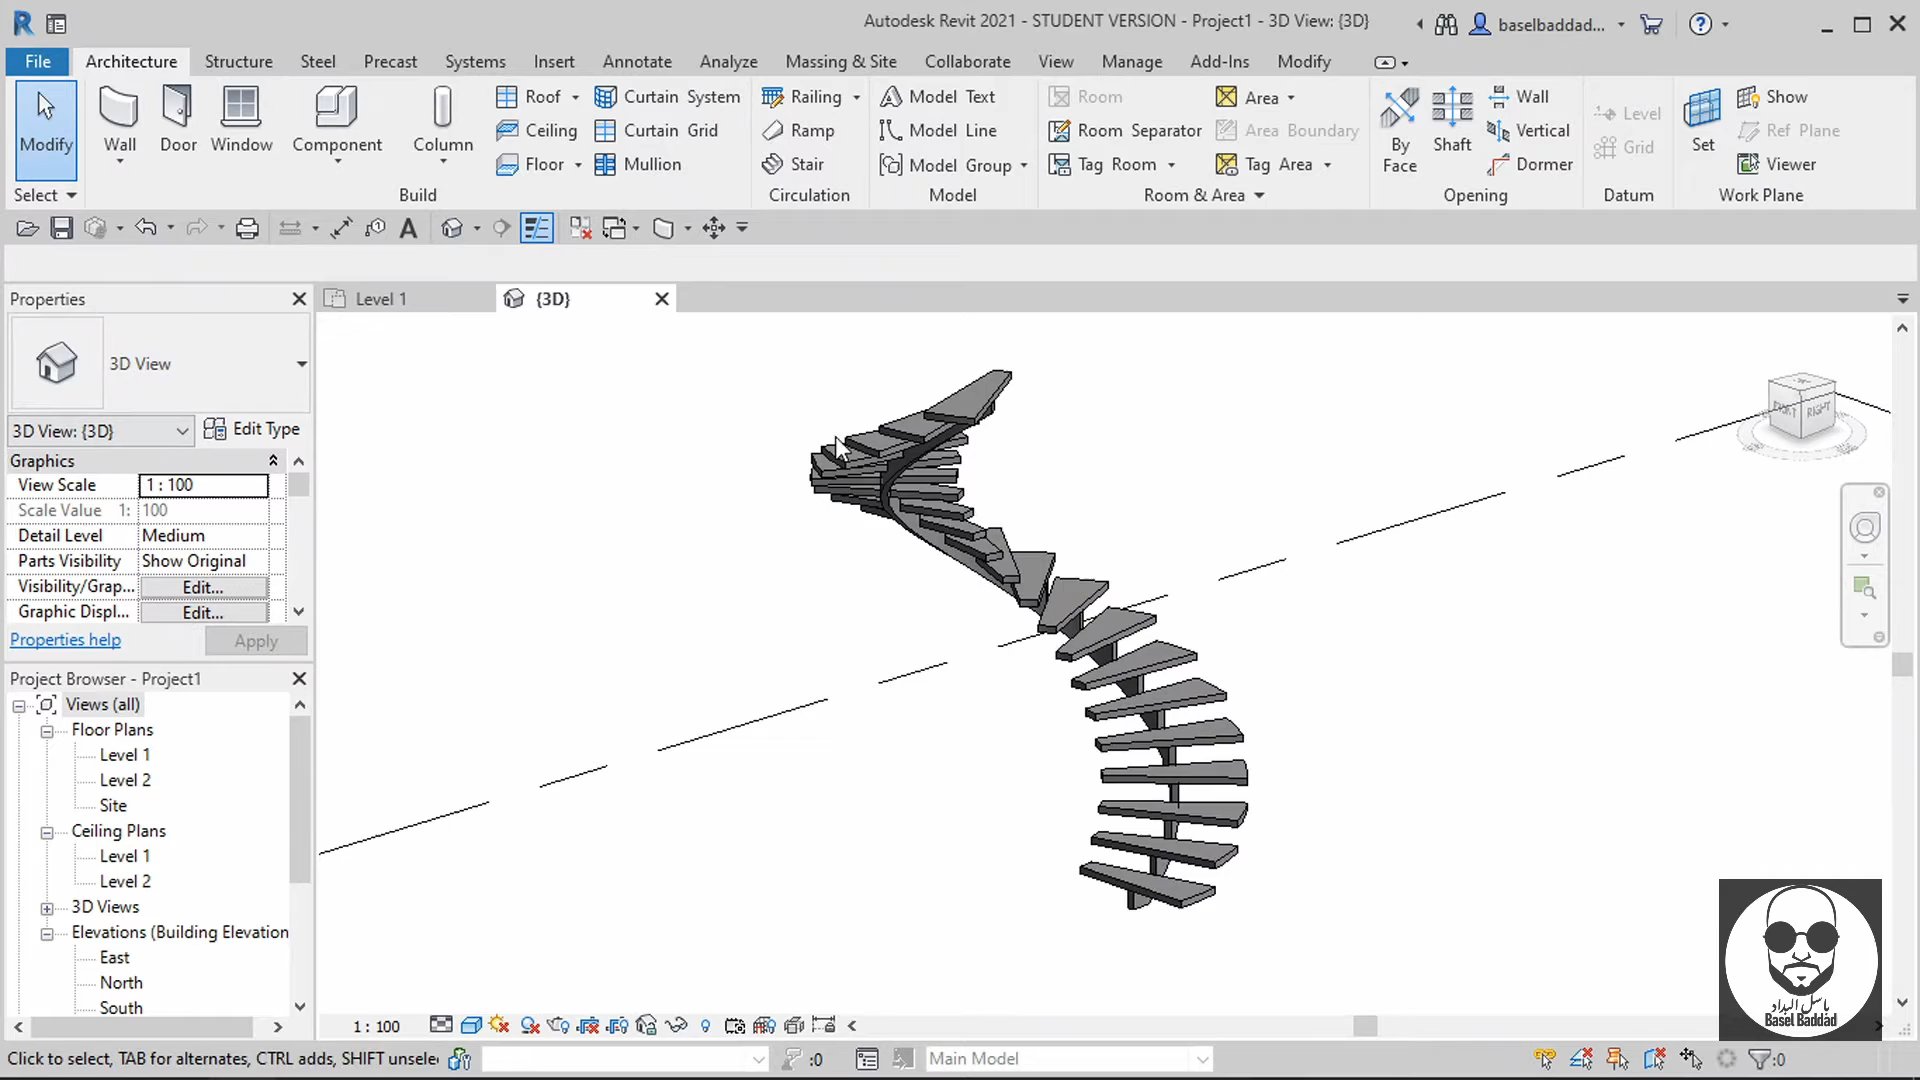 Autodesk Revit 2021 - STUDENT VERSION - Project1 - 3D View: {3D}
baselbaddad...
File Architecture Structure Steel Precast Systems Insert Annotate Analyze Massing & Site Collaborate View Manage Add-Ins Modify
Modify
Wall
Door
Window
Component
Column
Roof
Ceiling
Floor
Curtain System
Curtain Grid
Mullion
Railing
Ramp
Stair
Model Text
Model Line
Model Group
Room
Room Separator
Tag Room
Area
Area Boundary
Tag Area
By Face
Shaft
Wall
Vertical
Dormer
Level
Grid
Set
Show
Ref Plane
Viewer
Select
Build
Circulation
Model
Room & Area
Opening
Datum
Work Plane
Properties
Level 1
{3D}
3D View
3D View: {3D}
Edit Type
Graphics
View Scale 1 : 100
Scale Value 1: 100
Detail Level Medium
Parts Visibility Show Original
Visibility/Grap... Edit...
Graphic Displ... Edit...
Properties help
Apply
Project Browser - Project1
Views (all)
Floor Plans
Level 1
Level 2
Site
Ceiling Plans
Level 1
Level 2
3D Views
Elevations (Building Elevation
East
North
South
FRONT
RIGHT
باسل البداد
Basel Baddad
1 : 100
Click to select, TAB for alternates, CTRL adds, SHIFT unselec
:0
Main Model
:0